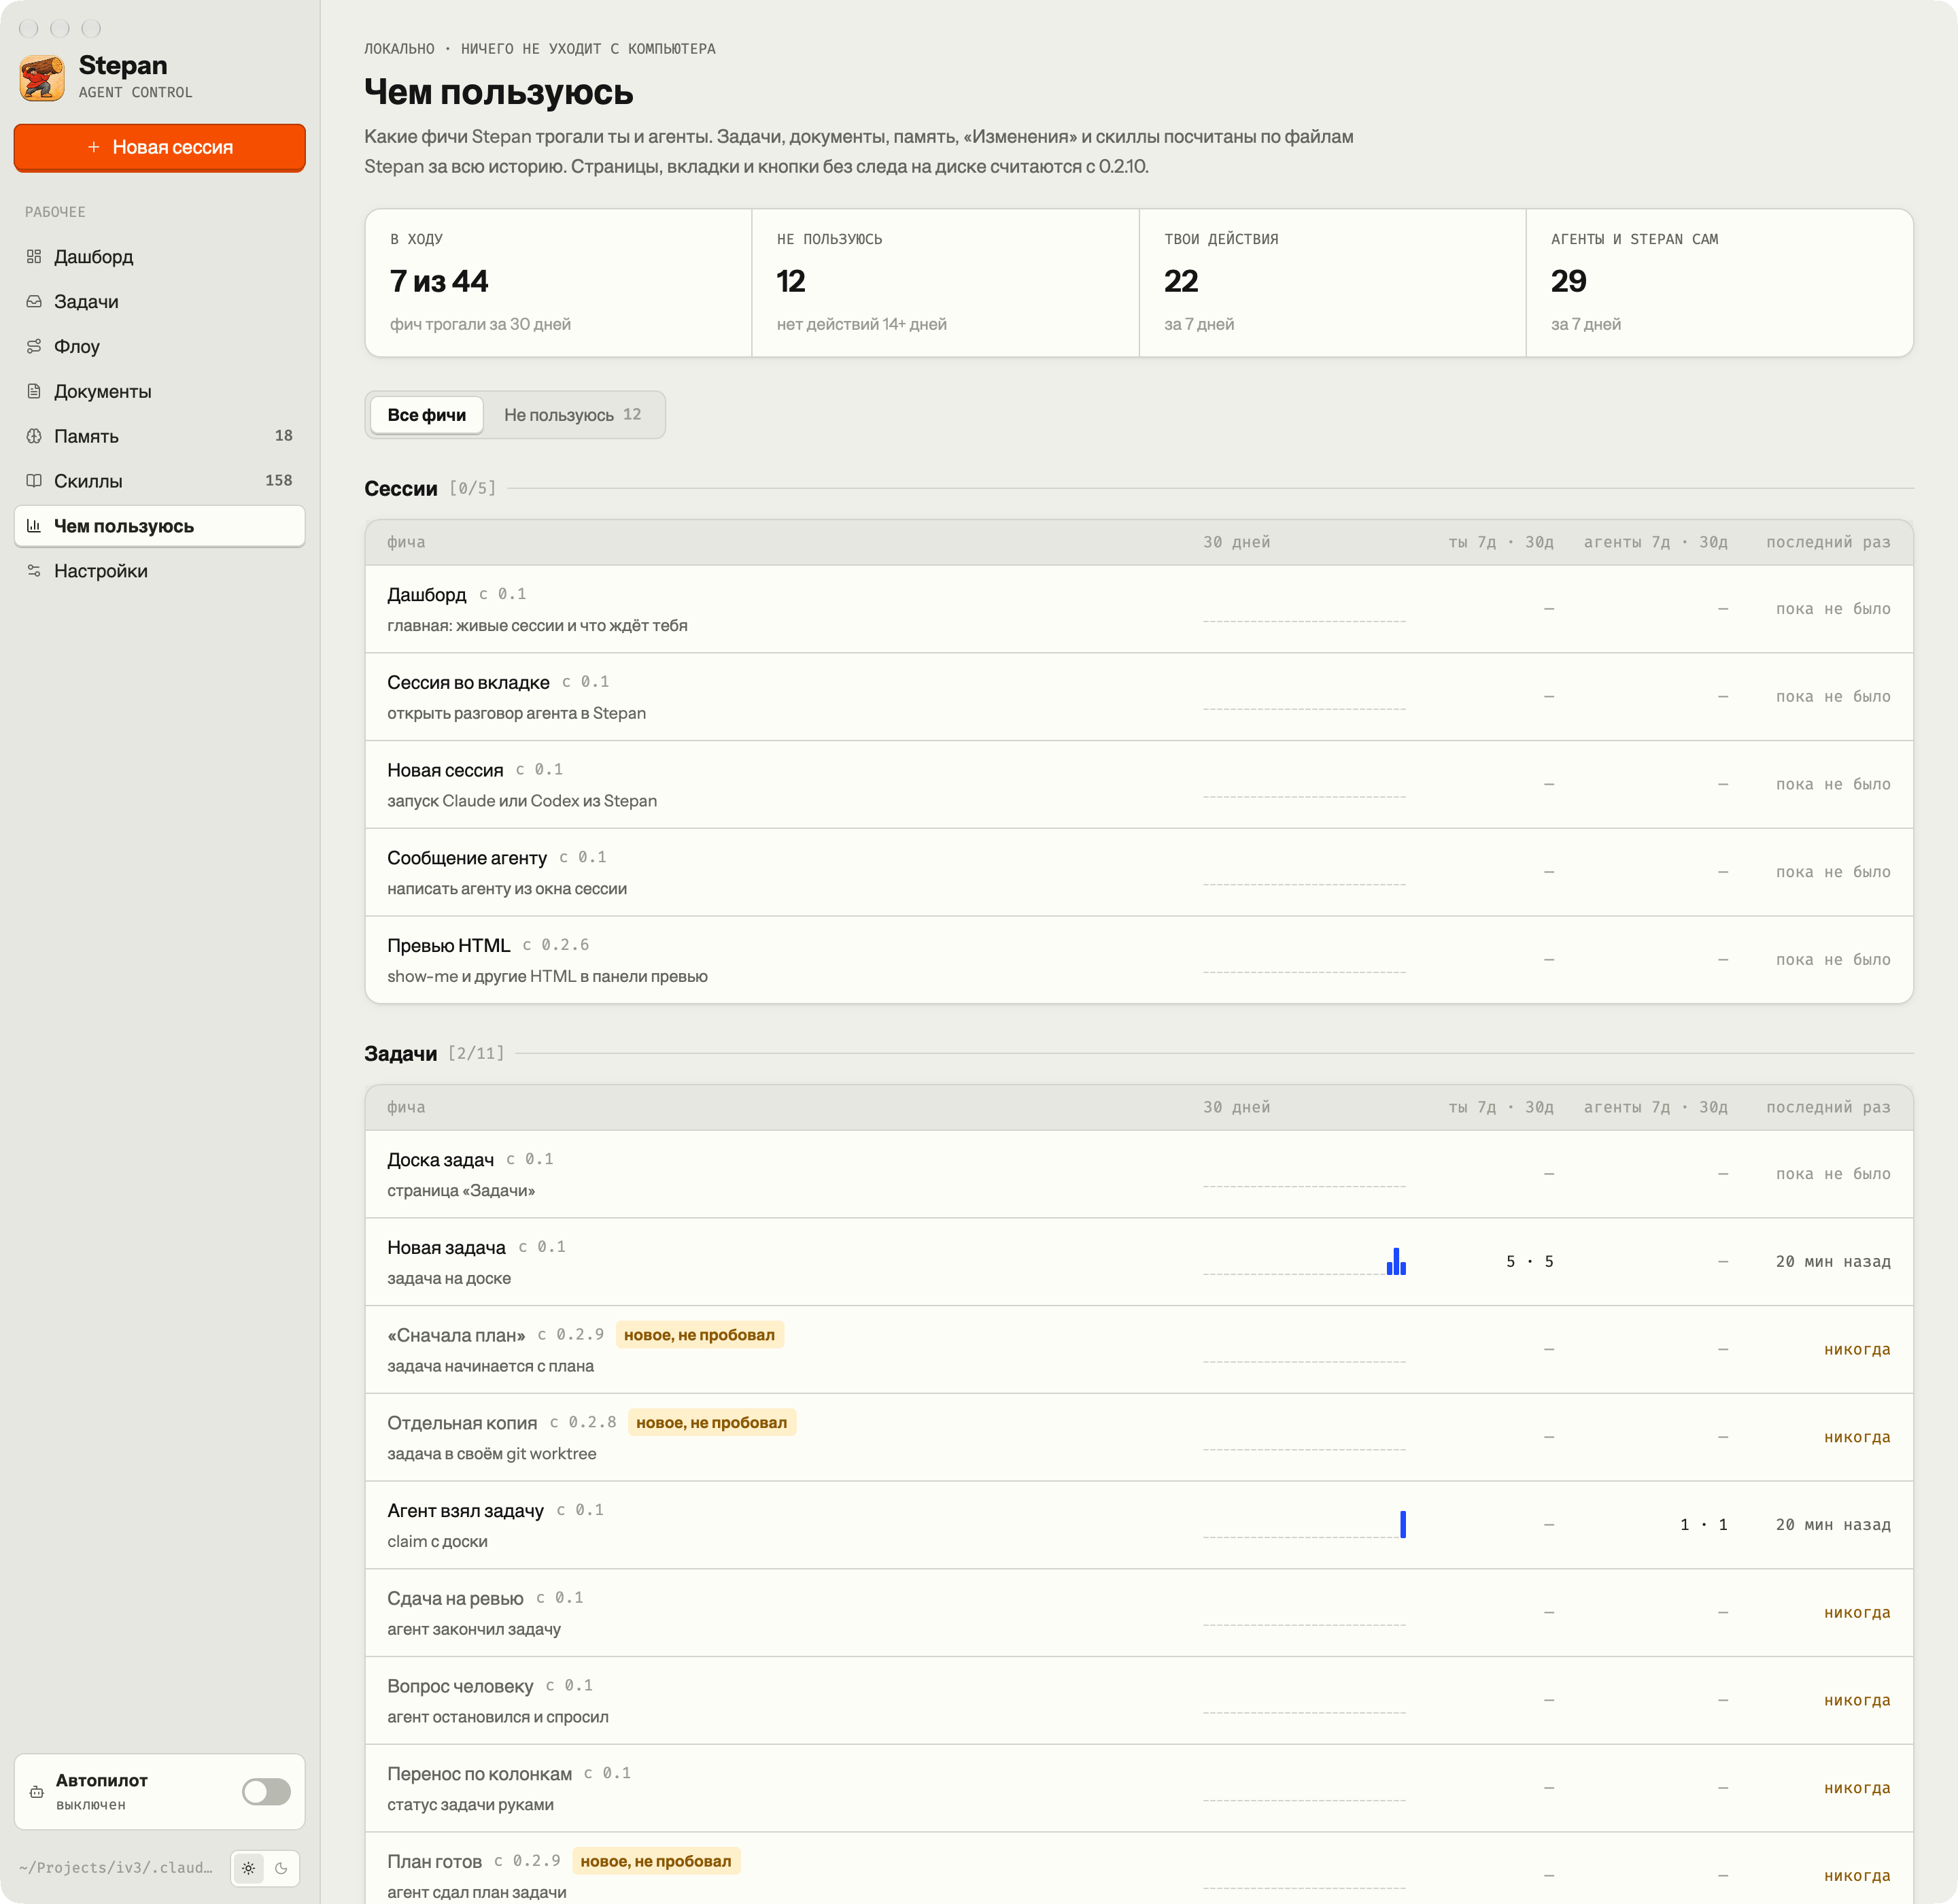 Stepan
AGENT CONTROL
+ Новая сессия
РАБОЧЕЕ
Дашборд
Задачи
Флоу
Документы
Память 18
Скиллы 158
Чем пользуюсь
Настройки
Автопилот
выключен
~/Projects/iv3/.claud…
ЛОКАЛЬНО · НИЧЕГО НЕ УХОДИТ С КОМПЬЮТЕРА
Чем пользуюсь
Какие фичи Stepan трогали ты и агенты. Задачи, документы, память, «Изменения» и скиллы посчитаны по файлам
Stepan за всю историю. Страницы, вкладки и кнопки без следа на диске считаются с 0.2.10.
В ХОДУ
7 из 44
фич трогали за 30 дней
НЕ ПОЛЬЗУЮСЬ
12
нет действий 14+ дней
ТВОИ ДЕЙСТВИЯ
22
за 7 дней
АГЕНТЫ И STEPAN САМ
29
за 7 дней
Все фичи Не пользуюсь 12
Сессии [0/5]
фича 30 дней ты 7д · 30д агенты 7д · 30д последний раз
Дашборд с 0.1
главная: живые сессии и что ждёт тебя
— — пока не было
Сессия во вкладке с 0.1
открыть разговор агента в Stepan
— — пока не было
Новая сессия с 0.1
запуск Claude или Codex из Stepan
— — пока не было
Сообщение агенту с 0.1
написать агенту из окна сессии
— — пока не было
Превью HTML с 0.2.6
show-me и другие HTML в панели превью
— — пока не было
Задачи [2/11]
фича 30 дней ты 7д · 30д агенты 7д · 30д последний раз
Доска задач с 0.1
страница «Задачи»
— — пока не было
Новая задача с 0.1
задача на доске
5 · 5 — 20 мин назад
«Сначала план» с 0.2.9 новое, не пробовал
задача начинается с плана
— — никогда
Отдельная копия с 0.2.8 новое, не пробовал
задача в своём git worktree
— — никогда
Агент взял задачу с 0.1
claim с доски
— 1 · 1 20 мин назад
Сдача на ревью с 0.1
агент закончил задачу
— — никогда
Вопрос человеку с 0.1
агент остановился и спросил
— — никогда
Перенос по колонкам с 0.1
статус задачи руками
— — никогда
План готов с 0.2.9 новое, не пробовал
агент сдал план задачи
— — никогда